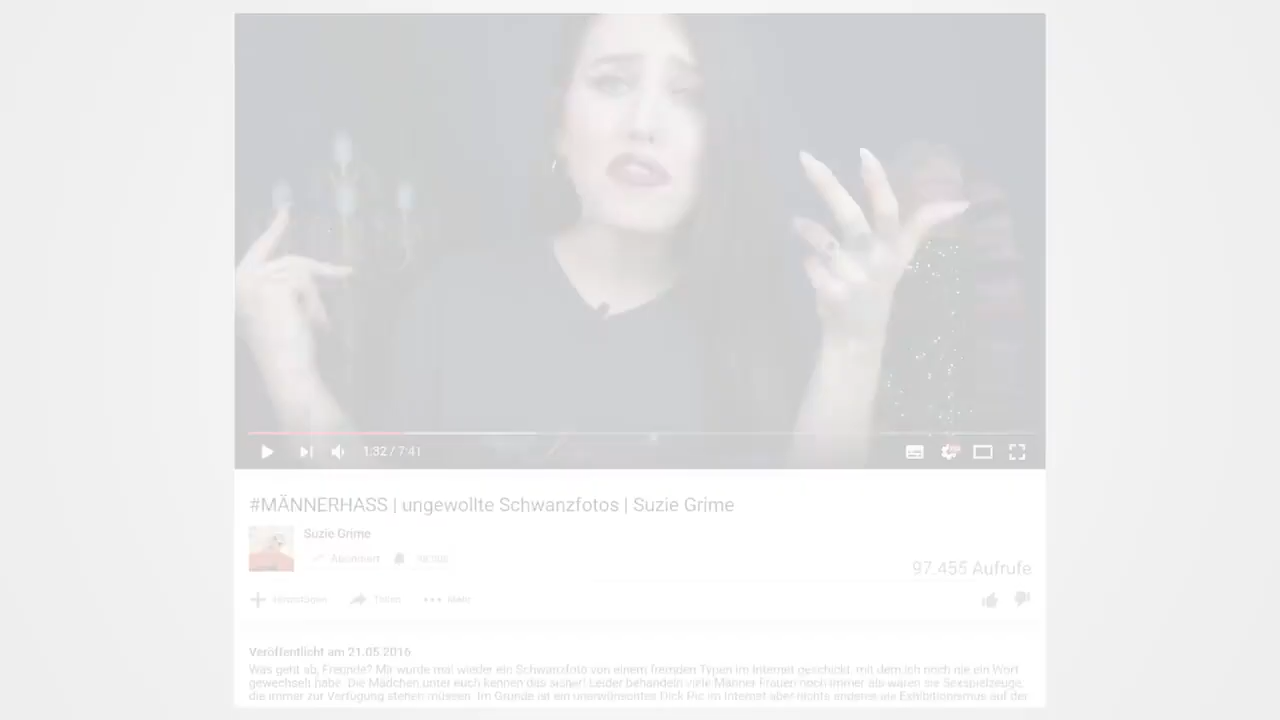 1:32 / 7:41
#MÄNNERHASS | ungewollte Schwanzfotos | Suzie Grime
Suzie Grime
Abonniert
97.455 Aufrufe
Hinzufügen Teilen Mehr
Veröffentlicht am 21.05.2016
Was geht ab, Freunde? Mir wurde mal wieder ein Schwanzfoto von einem fremden Typen im Internet geschickt, mit dem ich noch nie ein Wort
gewechselt habe. Die Mädchen unter euch kennen das sicher! Leider behandeln viele Männer Frauen noch immer als wären sie Sexspielzeuge,
die immer zur Verfügung stehen müssen. Im Grunde ist ein unerwünschtes Dick Pic im Internet aber nichts anderes als Exhibitionismus auf der